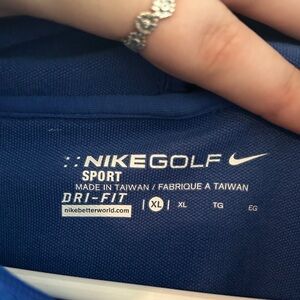 ::NIKEGOLF
SPORT
MADE IN TAIWAN / FABRIQUE A TAIWAN
DRI-FIT
nikebetterworld.com | XL | XL TG EG